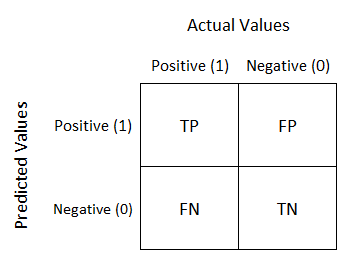 Actual Values
Positive (1) Negative (0)
Predicted Values
Positive (1) TP FP
Negative (0) FN TN